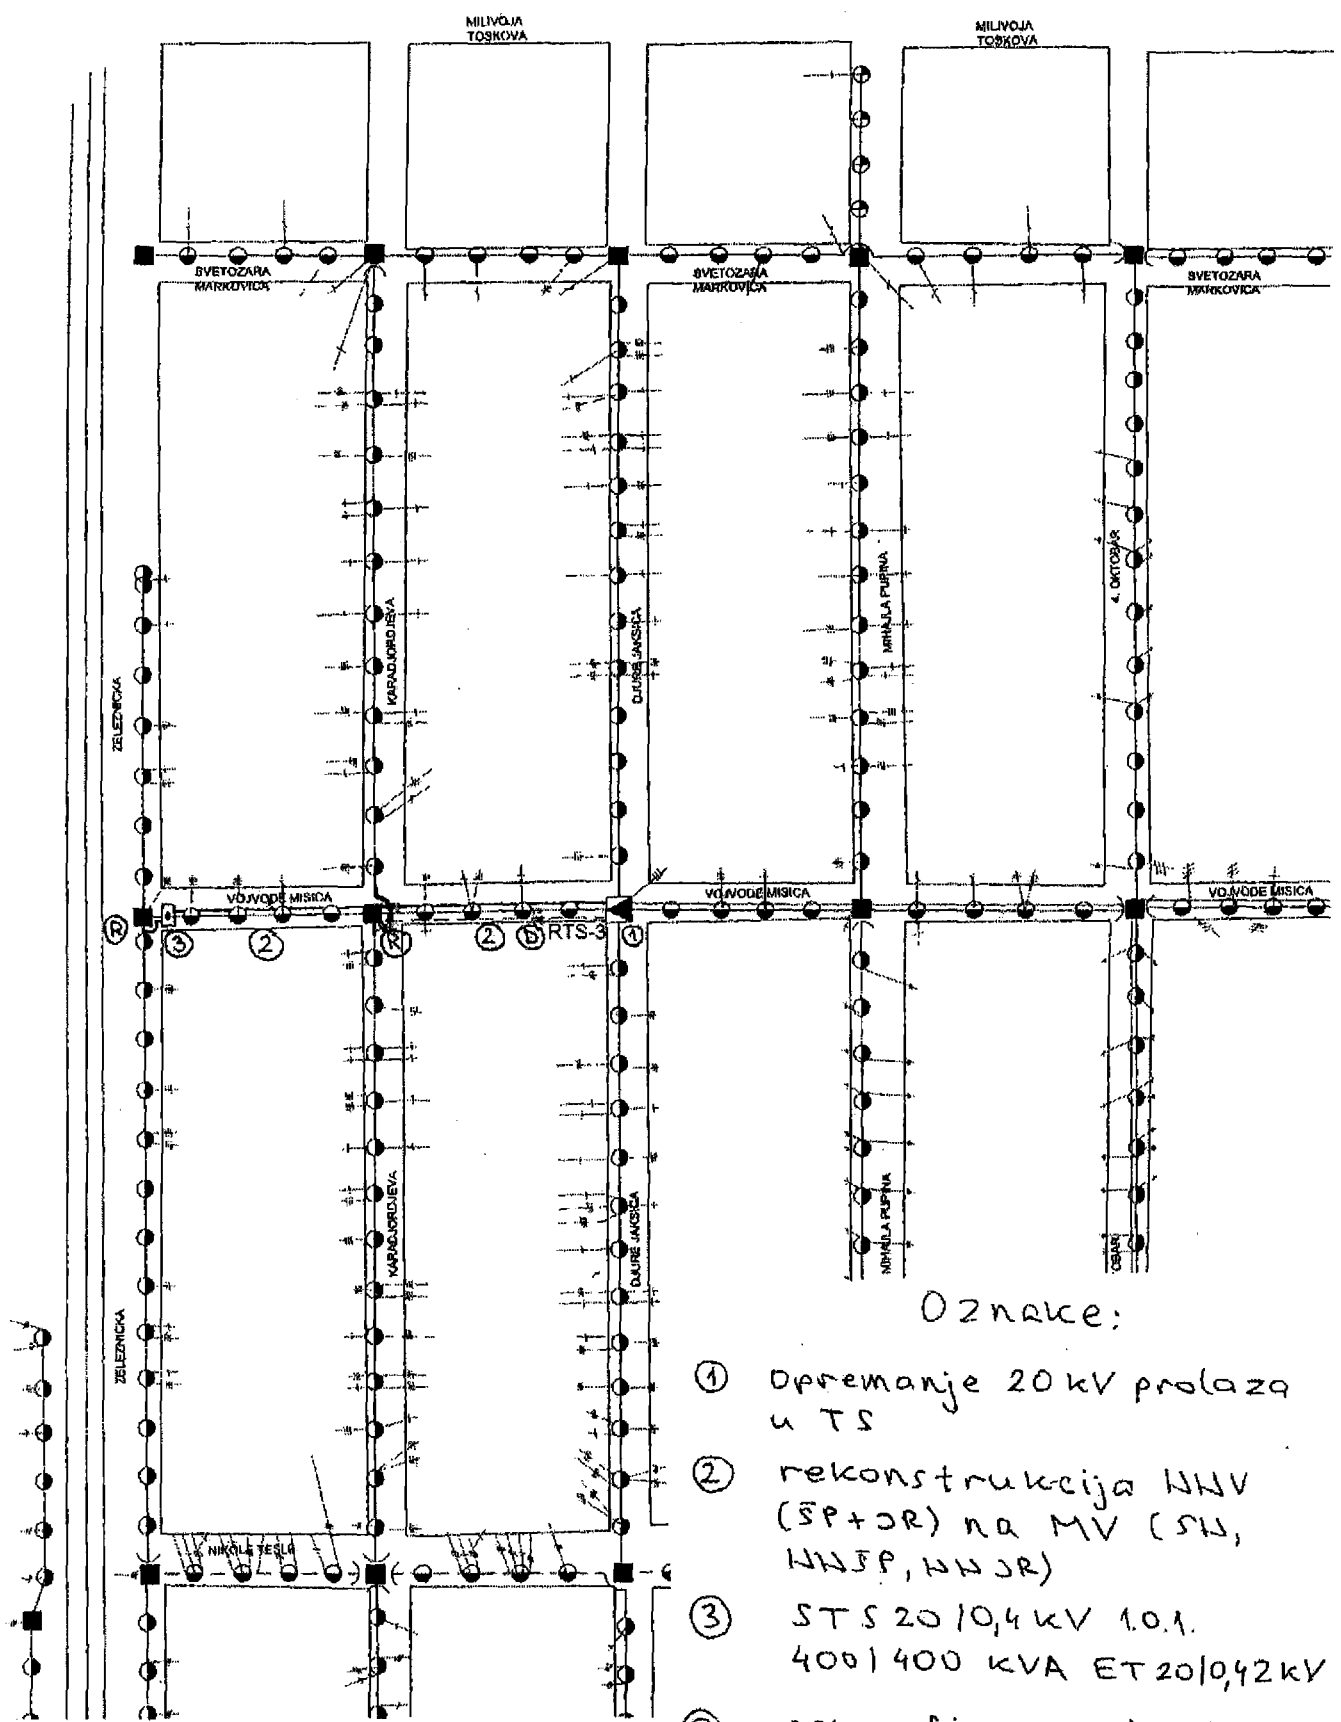 MILIVOJA
TOSKOVA
MILIVOJA
TOSKOVA
SVETOZARA
MARKOVICA
SVETOZARA
MARKOVICA
SVETOZARA
MARKOVICA
ZELEZNICKA
KARADJORDJEVA
DJURE JAKSICA
MIHAJLA PUPINA
4. OKTOBAR
VOJVODE MISICA
VOJVODE MISICA
VOJVODE MISICA
R
3
2
R
2
RTS-3
1
ZELEZNICKA
KARADJORDJEVA
DJURE JAKSICA
MIHAJLA PUPINA
OBAR
NIKOLE TESLE
Oznake:
1 opremanje 20 kV prolaza
u TS
2 rekonstrukcija NNV
(ŠP+JR) na MV (SN,
NNŠP, NNJR)
3 STS 20/0,4 kV 1.0.1.
400/400 kVA ET 20/0,42 kV